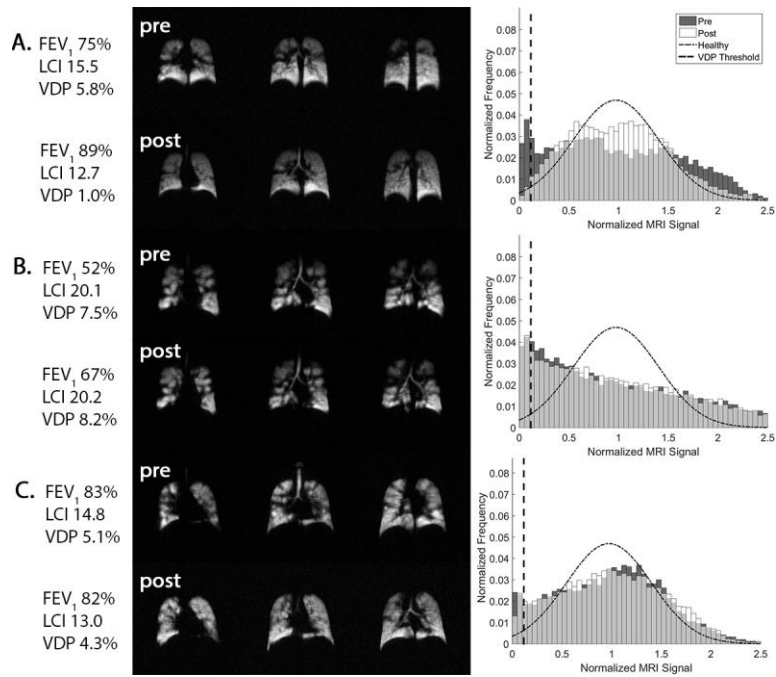 A.
FEV1 75%
LCI 15.5
VDP 5.8%
pre
FEV1 89%
LCI 12.7
VDP 1.0%
post
B.
FEV1 52%
LCI 20.1
VDP 7.5%
pre
FEV1 67%
LCI 20.2
VDP 8.2%
post
C.
FEV1 83%
LCI 14.8
VDP 5.1%
pre
FEV1 82%
LCI 13.0
VDP 4.3%
post
Normalized Frequency
0.08
0.07
0.06
0.05
0.04
0.03
0.02
0.01
0
0 0.5 1 1.5 2 2.5
Normalized MRI Signal
Pre
Post
Healthy
VDP Threshold
Normalized Frequency
0.08
0.07
0.06
0.05
0.04
0.03
0.02
0.01
0
0 0.5 1 1.5 2 2.5
Normalized MRI Signal
Normalized Frequency
0.08
0.07
0.06
0.05
0.04
0.03
0.02
0.01
0
0 0.5 1 1.5 2 2.5
Normalized MRI Signal